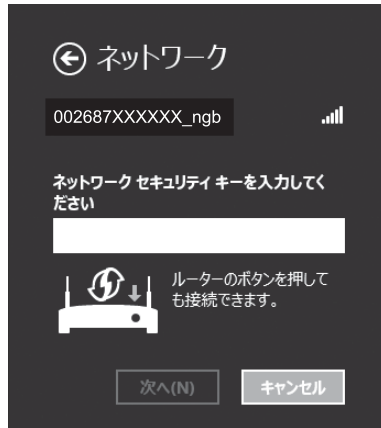 ネットワーク
002687XXXXXX_ngb
ネットワーク セキュリティ キーを入力してく
ださい
ルーターのボタンを押して
も接続できます。
次へ(N)
キャンセル